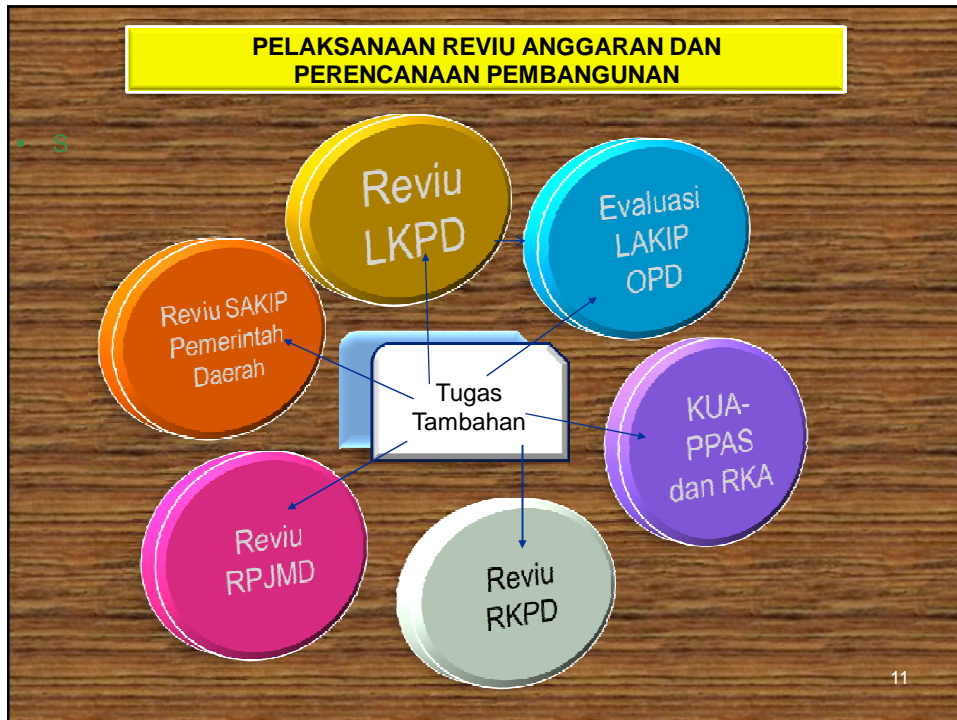 PELAKSANAAN REVIU ANGGARAN DAN
PERENCANAAN PEMBANGUNAN
• S
Reviu
LKPD
Evaluasi
LAKIP
OPD
Reviu SAKIP
Pemerintah
Daerah
Tugas
Tambahan
KUA-
PPAS
dan RKA
Reviu
RPJMD
Reviu
RKPD
11